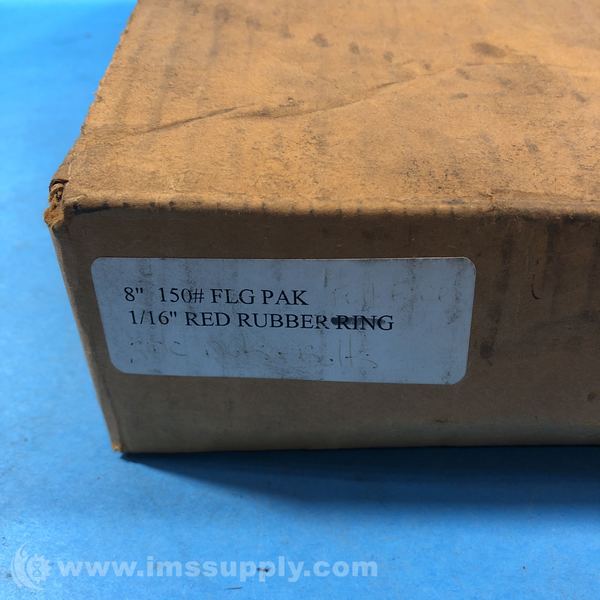 8" 150# FLG PAK
1/16" RED RUBBER RING
www.imssupply.com